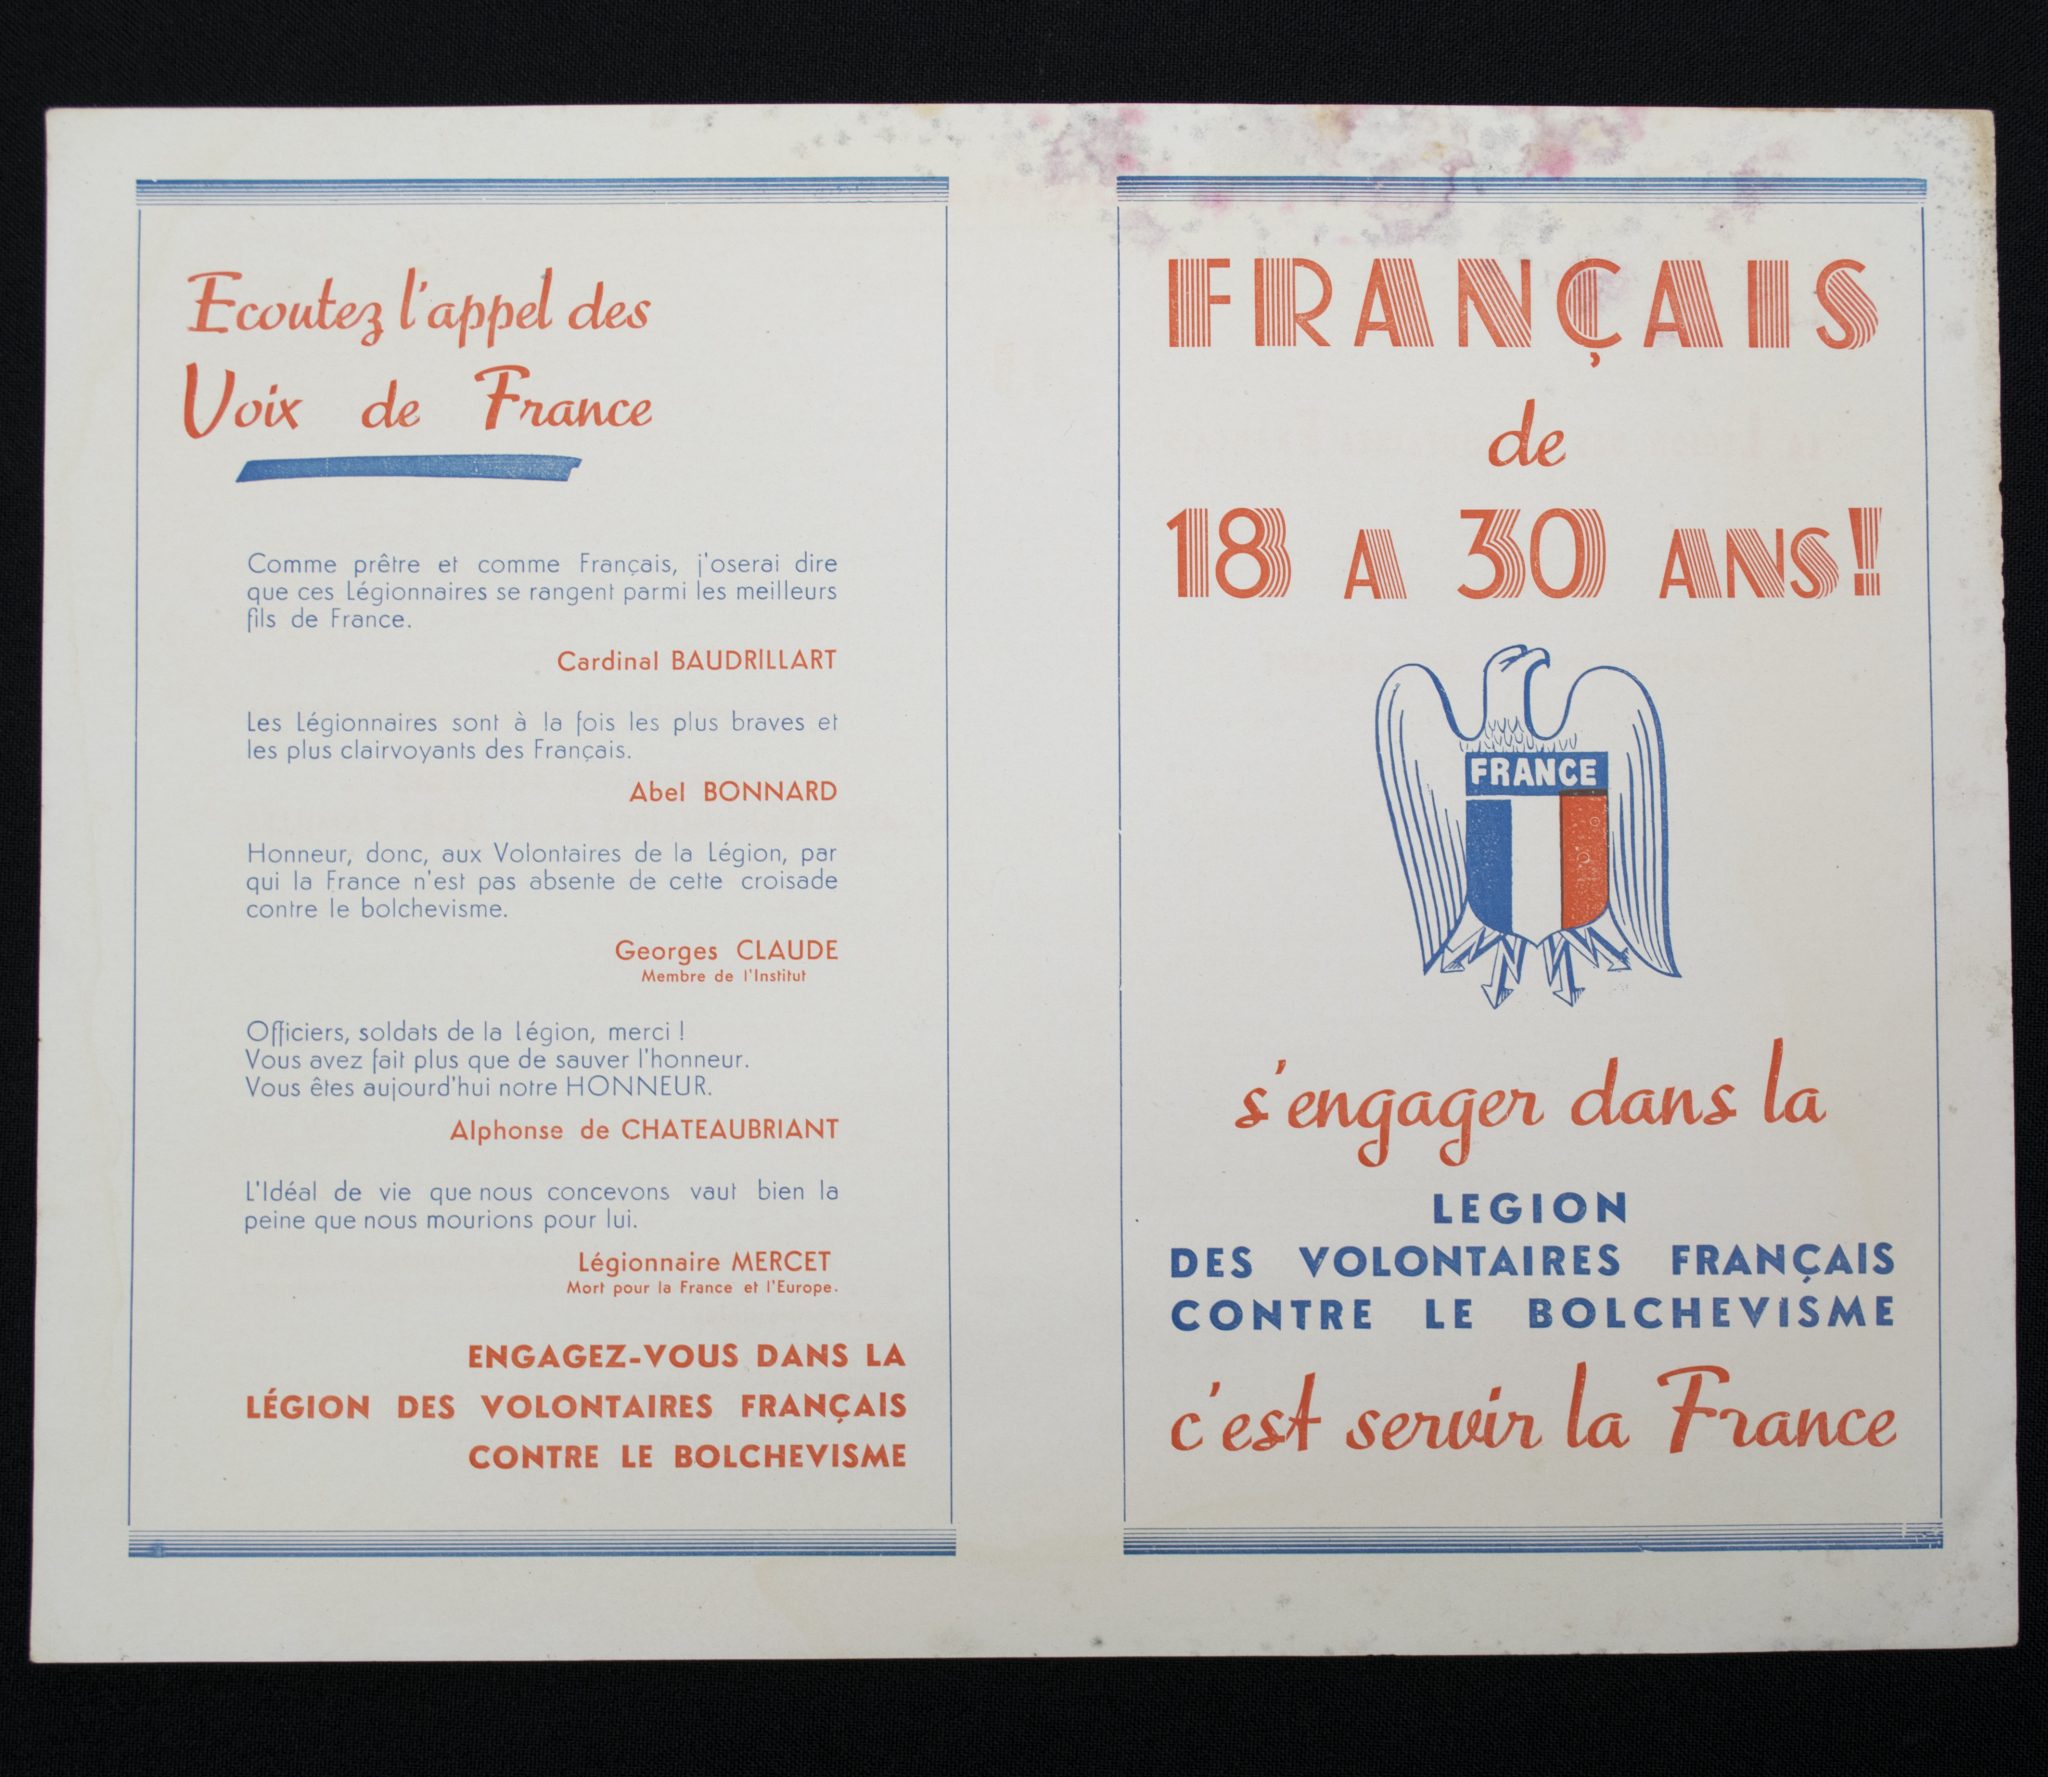 Ecoutez l'appel des
Voix de France
Comme prêtre et comme Français, j'oserai dire
que ces Légionnaires se rangent parmi les meilleurs
fils de France.
Cardinal BAUDRILLART
Les Légionnaires sont à la fois les plus braves et
les plus clairvoyants des Français.
Abel BONNARD
Honneur, donc, aux Volontaires de la Légion, par
qui la France n'est pas absente de cette croisade
contre le bolchevisme.
Georges CLAUDE
Membre de l'Institut
Officiers, soldats de la Légion, merci !
Vous avez fait plus que de sauver l'honneur.
Vous êtes aujourd'hui notre HONNEUR.
Alphonse de CHATEAUBRIANT
L'Idéal de vie que nous concevons vaut bien la
peine que nous mourions pour lui.
Légionnaire MERCET
Mort pour la France et l'Europe.
ENGAGEZ-VOUS DANS LA
LÉGION DES VOLONTAIRES FRANÇAIS
CONTRE LE BOLCHEVISME
FRANÇAIS
de
18 A 30 ANS!
FRANCE
s'engager dans la
LEGION
DES VOLONTAIRES FRANÇAIS
CONTRE LE BOLCHEVISME
c'est servir la France